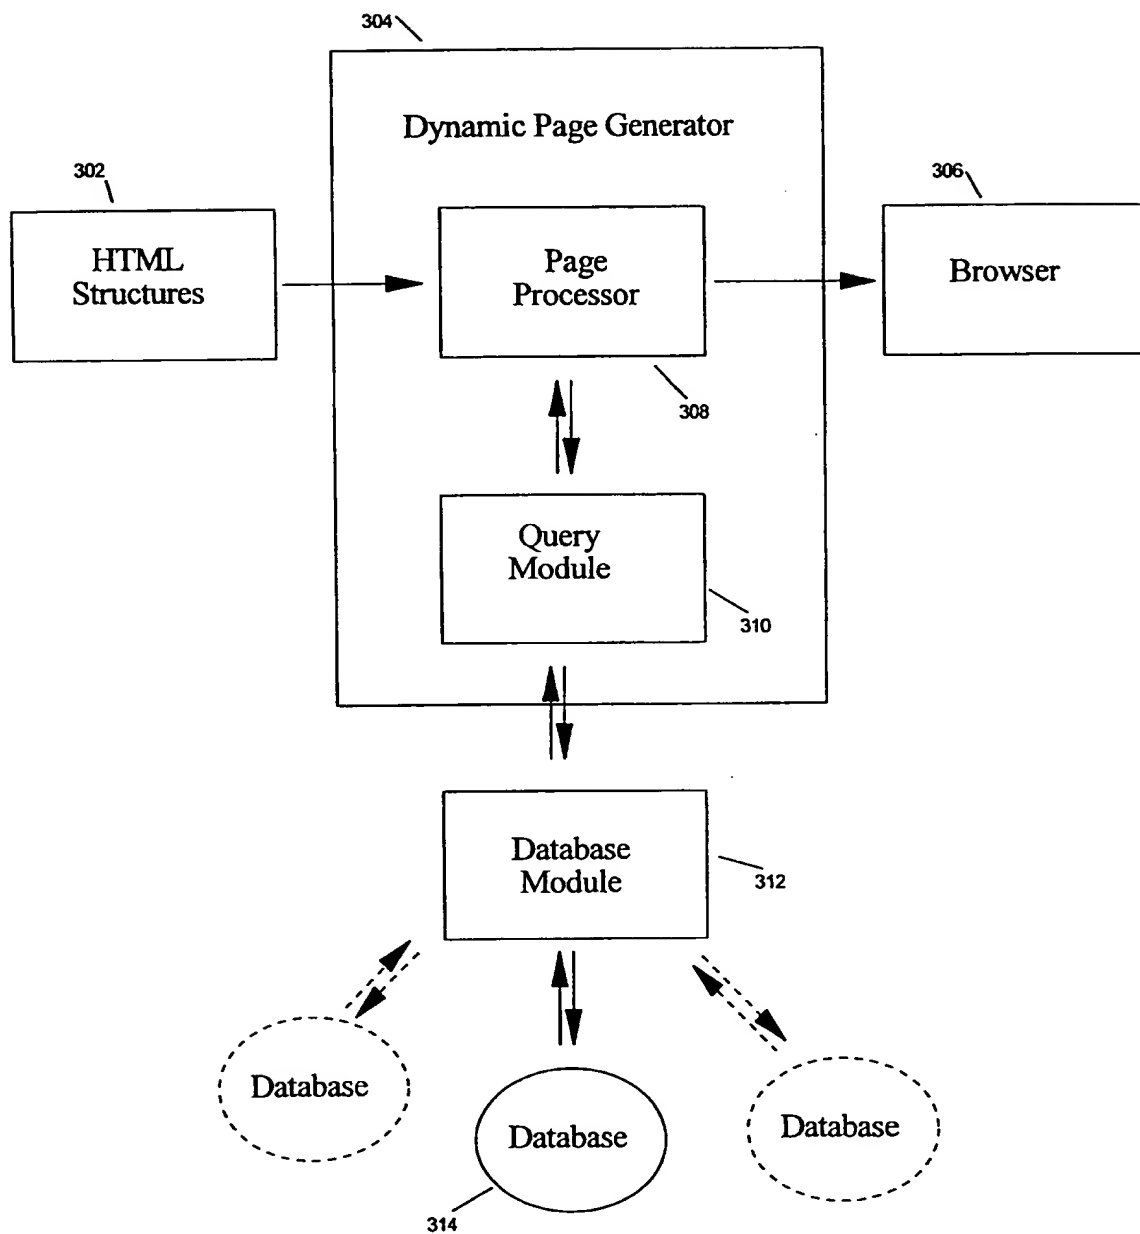 304
Dynamic Page Generator
302
306
HTML
Structures
Page
Processor
Browser
308
Query
Module
310
Database
Module
312
Database
Database
Database
314